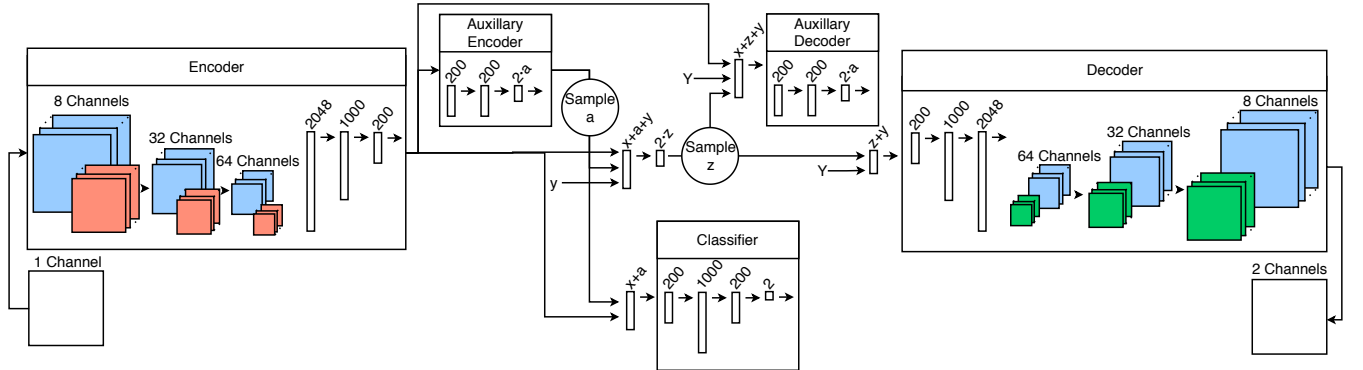 Encoder
8 Channels
32 Channels
64 Channels
2048
1000
200
1 Channel
Auxillary
Encoder
200
200
2·a
Sample
a
x+a+y
y
2·z
Sample
z
x+z+y
Y
Auxillary
Decoder
200
200
2·a
z+y
Y
Classifier
x+a
200
1000
200
2
Decoder
200
1000
2048
64 Channels
32 Channels
8 Channels
2 Channels